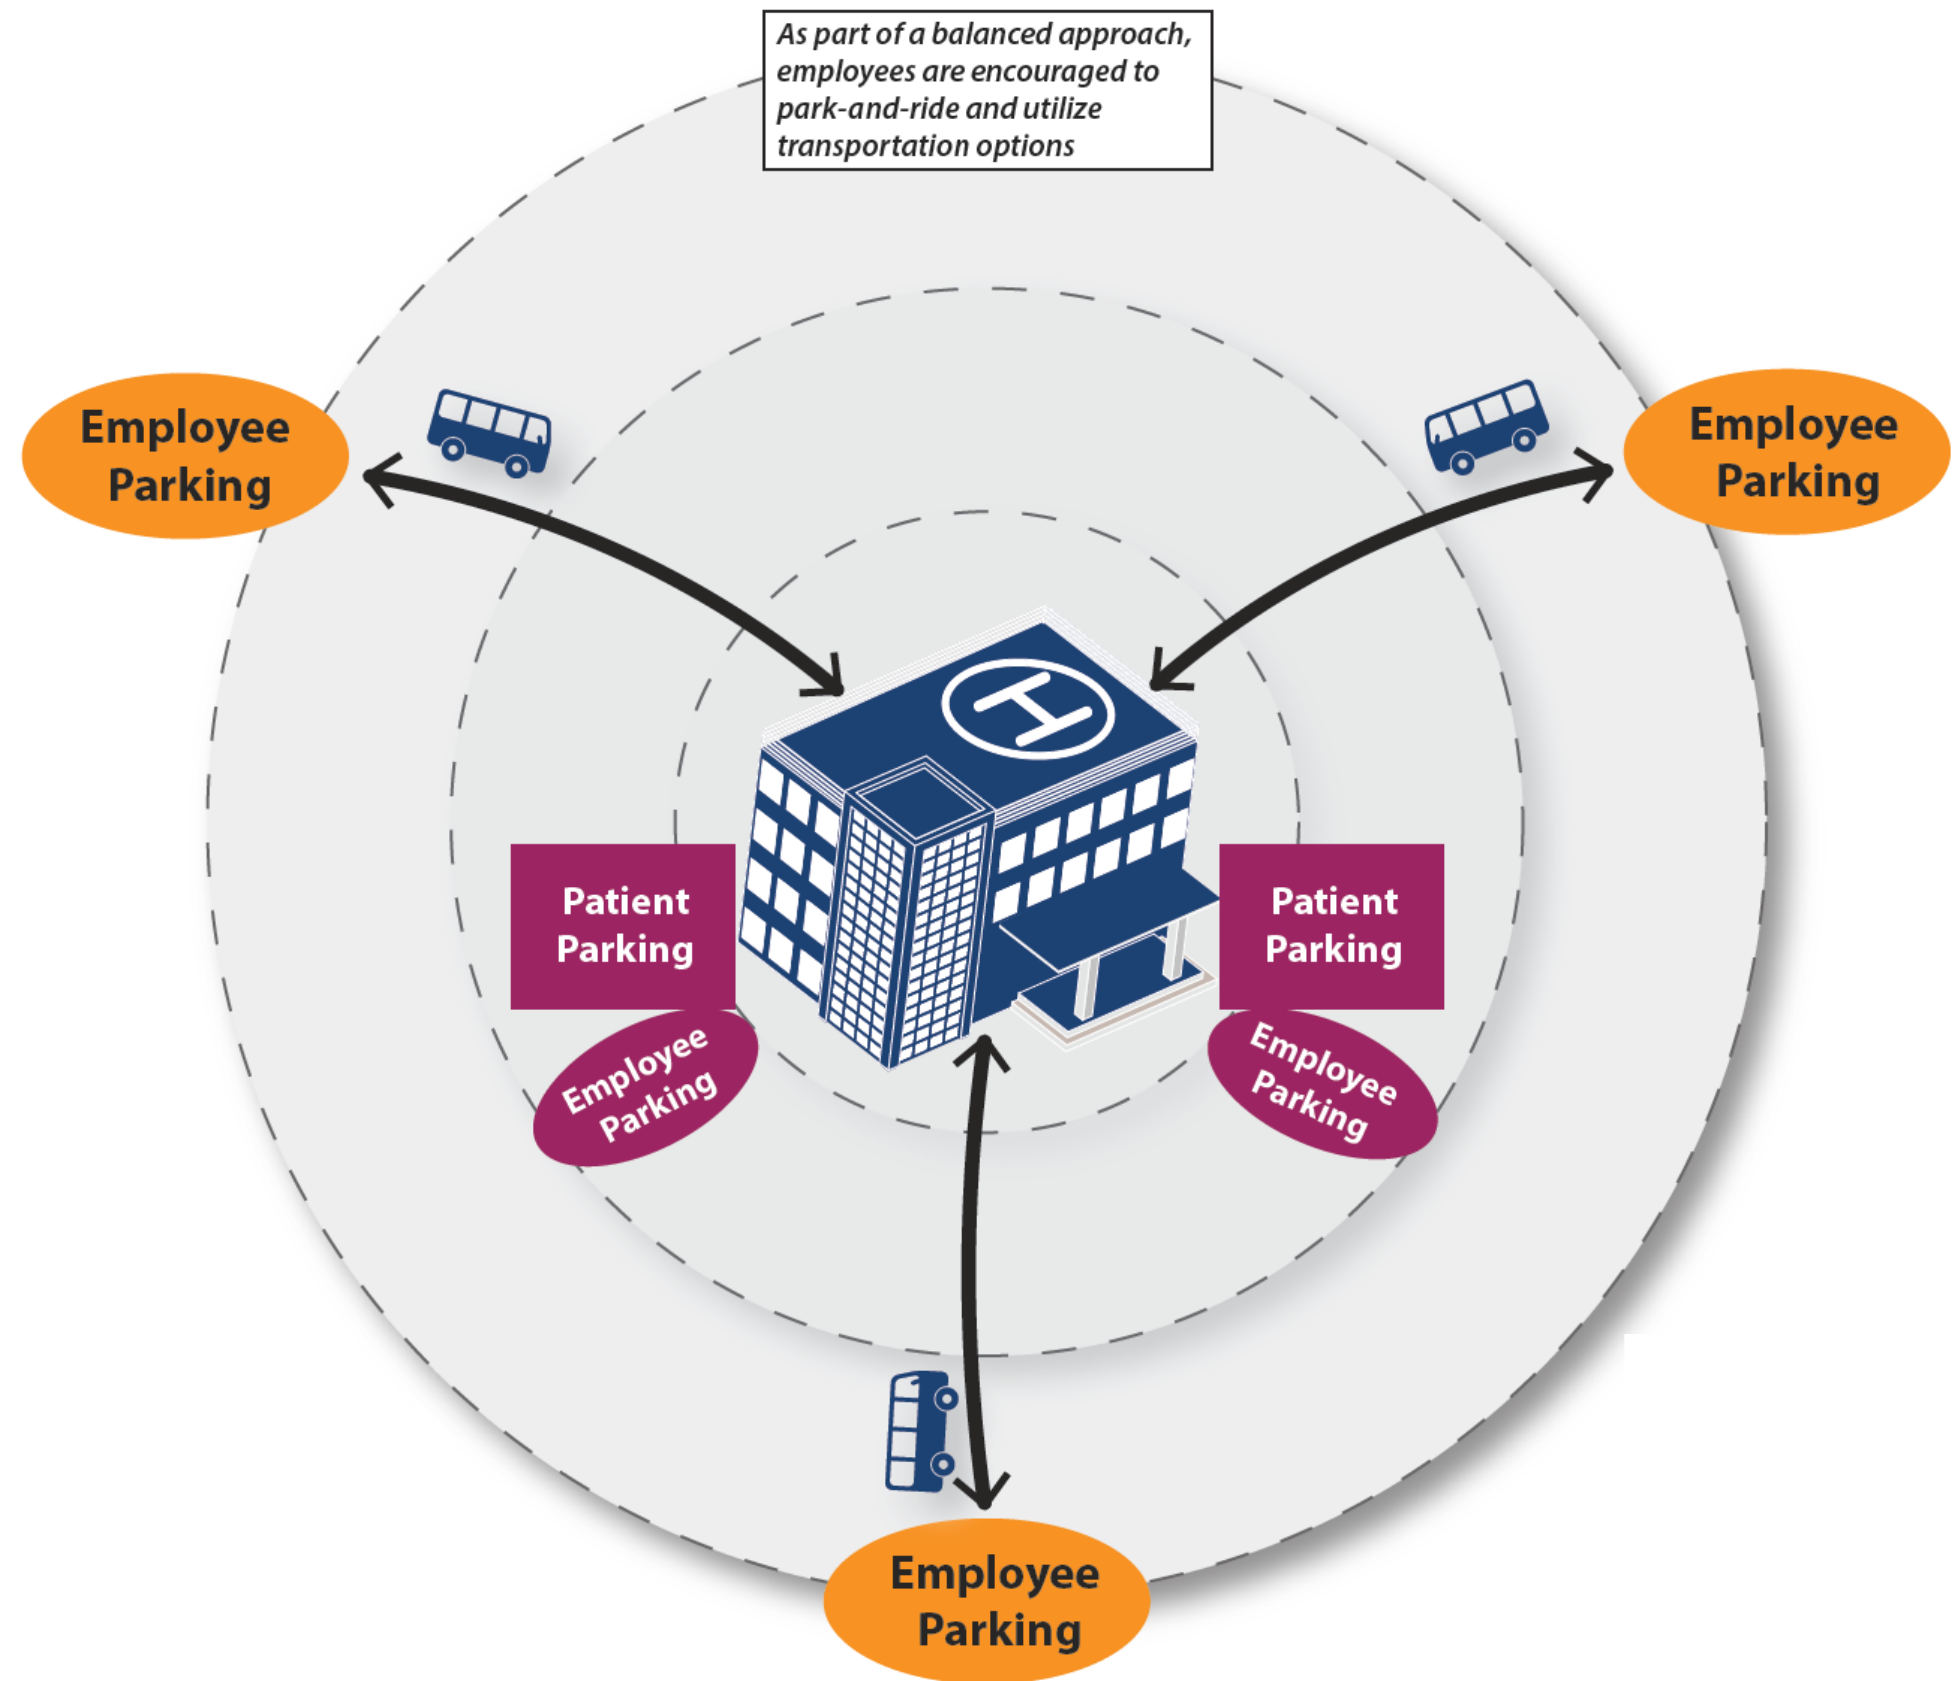 As part of a balanced approach,
employees are encouraged to
park-and-ride and utilize
transportation options
Employee
Parking
Employee
Parking
H
Patient
Parking
Patient
Parking
Employee
Parking
Employee
Parking
Employee
Parking